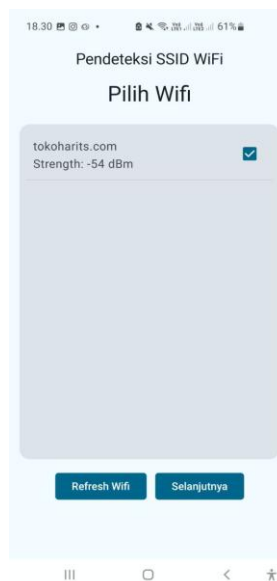 18.30 61%
Pendeteksi SSID WiFi
Pilih Wifi
tokoharits.com
Strength: -54 dBm
Refresh Wifi Selanjutnya